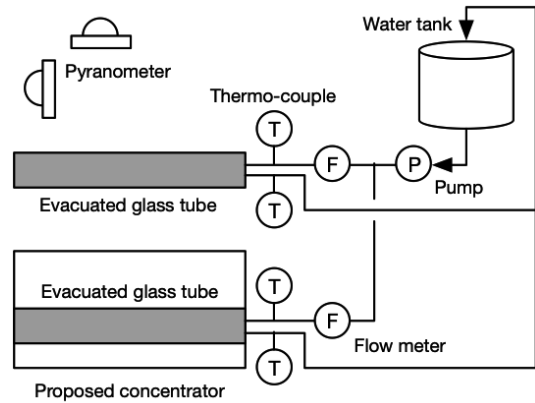 Water tank
Pyranometer
Thermo-couple
T
F
P
Pump
T
Evacuated glass tube
Evacuated glass tube
T
F
Flow meter
T
Proposed concentrator